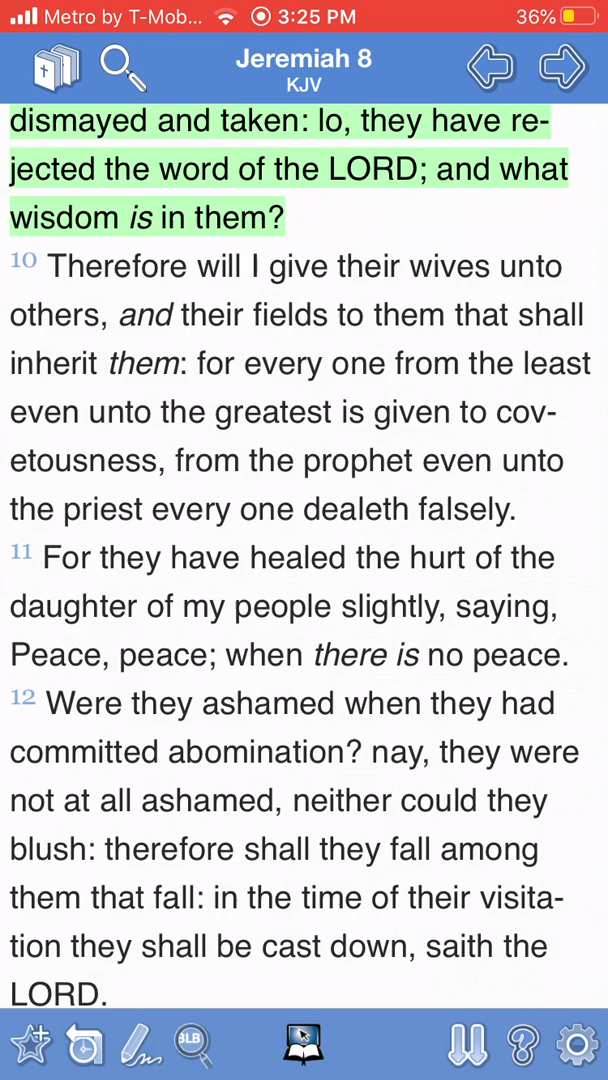 Metro by T-Mob... 3:25 PM 36%
Jeremiah 8
KJV
dismayed and taken: lo, they have re-
jected the word of the LORD; and what
wisdom is in them?
10 Therefore will I give their wives unto
others, and their fields to them that shall
inherit them: for every one from the least
even unto the greatest is given to cov-
etousness, from the prophet even unto
the priest every one dealeth falsely.
11 For they have healed the hurt of the
daughter of my people slightly, saying,
Peace, peace; when there is no peace.
12 Were they ashamed when they had
committed abomination? nay, they were
not at all ashamed, neither could they
blush: therefore shall they fall among
them that fall: in the time of their visita-
tion they shall be cast down, saith the
LORD.
BLB